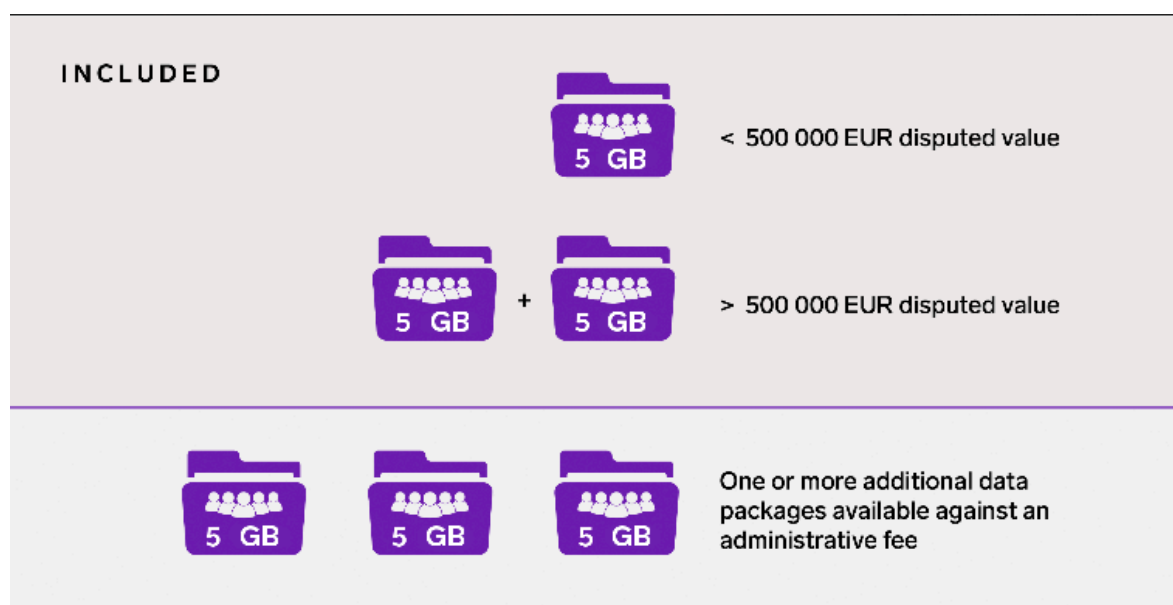 INCLUDED
5 GB
< 500 000 EUR disputed value
5 GB + 5 GB
> 500 000 EUR disputed value
5 GB
5 GB
5 GB
One or more additional data
packages available against an
administrative fee